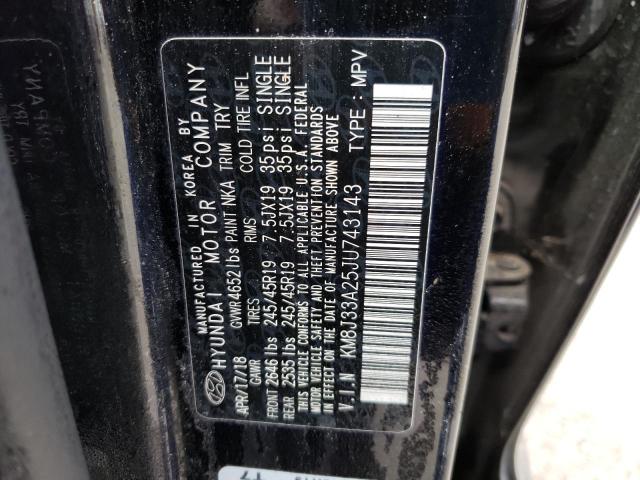 MANUFACTURED IN KOREA BY
HYUNDAI MOTOR COMPANY
APR/17/18 GVWR 4652 lbs PAINT NKA TRIM TRY
GAWR TIRES RIMS COLD TIRE INFL
FRONT 2646 lbs 245/45R19 7.5JX19 35psi SINGLE
REAR 2535 lbs 245/45R19 7.5JX19 35psi SINGLE
THIS VEHICLE CONFORMS TO ALL APPLICABLE U.S.A. FEDERAL
MOTOR VEHICLE SAFETY AND THEFT PREVENTION STANDARDS
IN EFFECT ON THE DATE OF MANUFACTURE SHOWN ABOVE
V.I.N KM8J33A25JU743143 TYPE : MPV